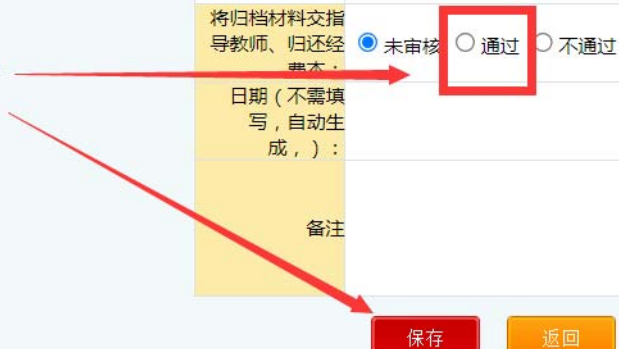 将归档材料交指
导教师、归还经
费本：
未审核 通过 不通过
日期（不需填
写，自动生
成，）：
备注
保存 返回